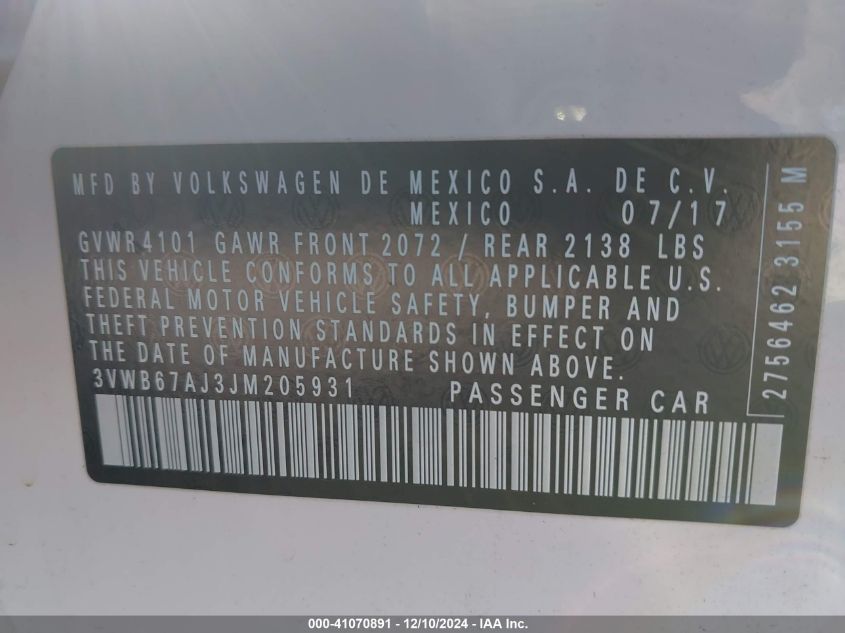 MFD BY VOLKSWAGEN DE MEXICO S.A. DE C.V.
MEXICO 07/17
GVWR 4101 GAWR FRONT 2072 / REAR 2138 LBS
THIS VEHICLE CONFORMS TO ALL APPLICABLE U.S.
FEDERAL MOTOR VEHICLE SAFETY, BUMPER AND
THEFT PREVENTION STANDARDS IN EFFECT ON
THE DATE OF MANUFACTURE SHOWN ABOVE.
3VWB67AJ3JM205931 PASSENGER CAR
2756462 3155 M
000-41070891 - 12/10/2024 - IAA Inc.